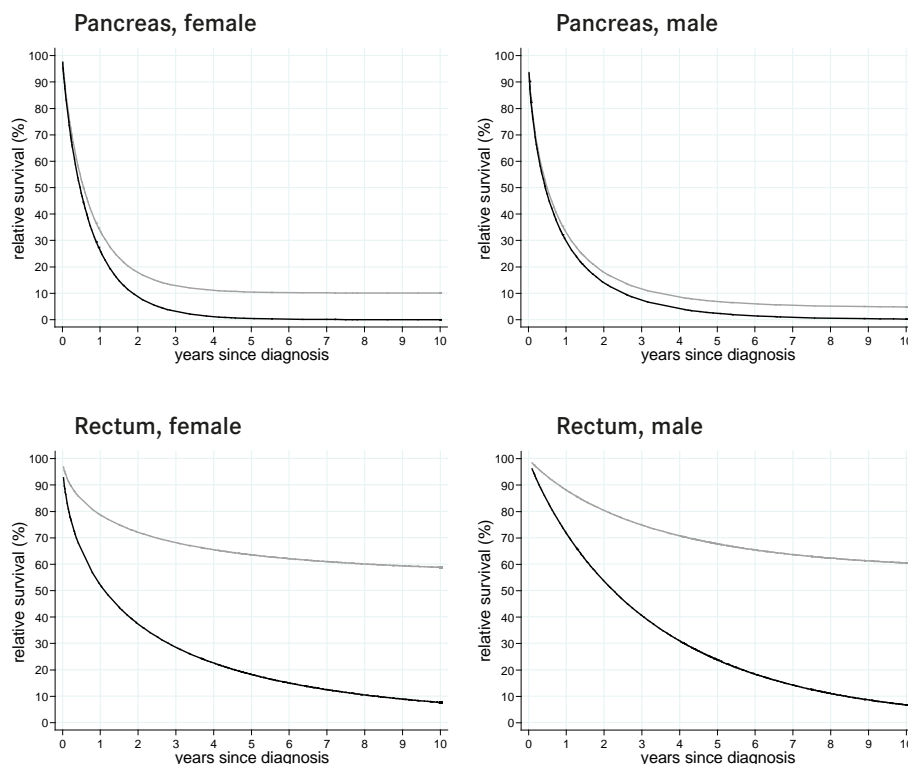 Pancreas, female
100
90
80
70
60
50
40
30
20
10
0
relative survival (%)
0 1 2 3 4 5 6 7 8 9 10
years since diagnosis
Pancreas, male
100
90
80
70
60
50
40
30
20
10
0
relative survival (%)
0 1 2 3 4 5 6 7 8 9 10
years since diagnosis
Rectum, female
100
90
80
70
60
50
40
30
20
10
0
relative survival (%)
0 1 2 3 4 5 6 7 8 9 10
years since diagnosis
Rectum, male
100
90
80
70
60
50
40
30
20
10
0
relative survival (%)
0 1 2 3 4 5 6 7 8 9 10
years since diagnosis